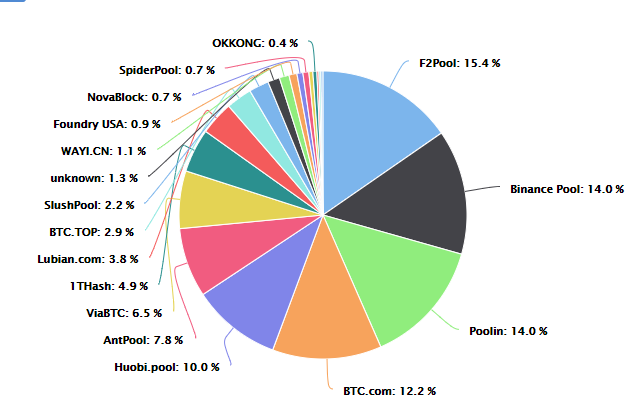 OKKONG: 0.4 %
F2Pool: 15.4 %
SpiderPool: 0.7 %
NovaBlock: 0.7 %
Foundry USA: 0.9 %
WAYI.CN: 1.1 %
unknown: 1.3 %
Binance Pool: 14.0 %
SlushPool: 2.2 %
BTC.TOP: 2.9 %
Lubian.com: 3.8 %
1THash: 4.9 %
ViaBTC: 6.5 %
Poolin: 14.0 %
AntPool: 7.8 %
Huobi.pool: 10.0 %
BTC.com: 12.2 %